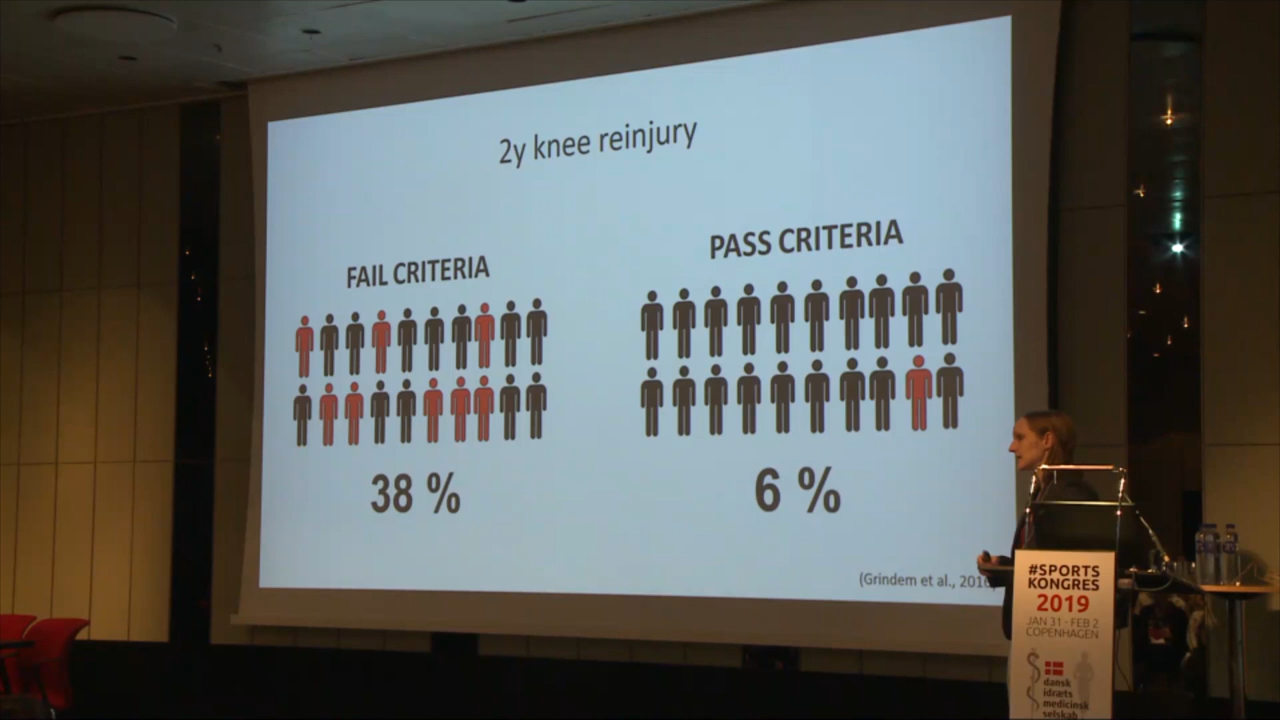 2y knee reinjury
FAIL CRITERIA
PASS CRITERIA
38 %
6 %
(Grindem et al., 2016
#SPORTS
KONGRES
2019
JAN 31 - FEB 2
COPENHAGEN
dansk
idræts
medicinsk
selskab